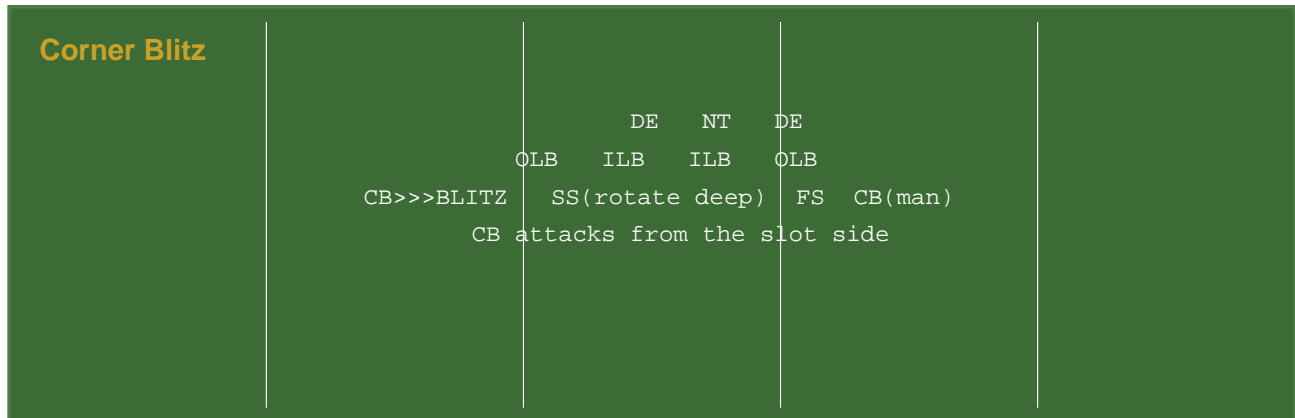 Corner Blitz
DE NT DE
OLB ILB ILB OLB
CB>>>BLITZ SS(rotate deep) FS CB(man)
CB attacks from the slot side